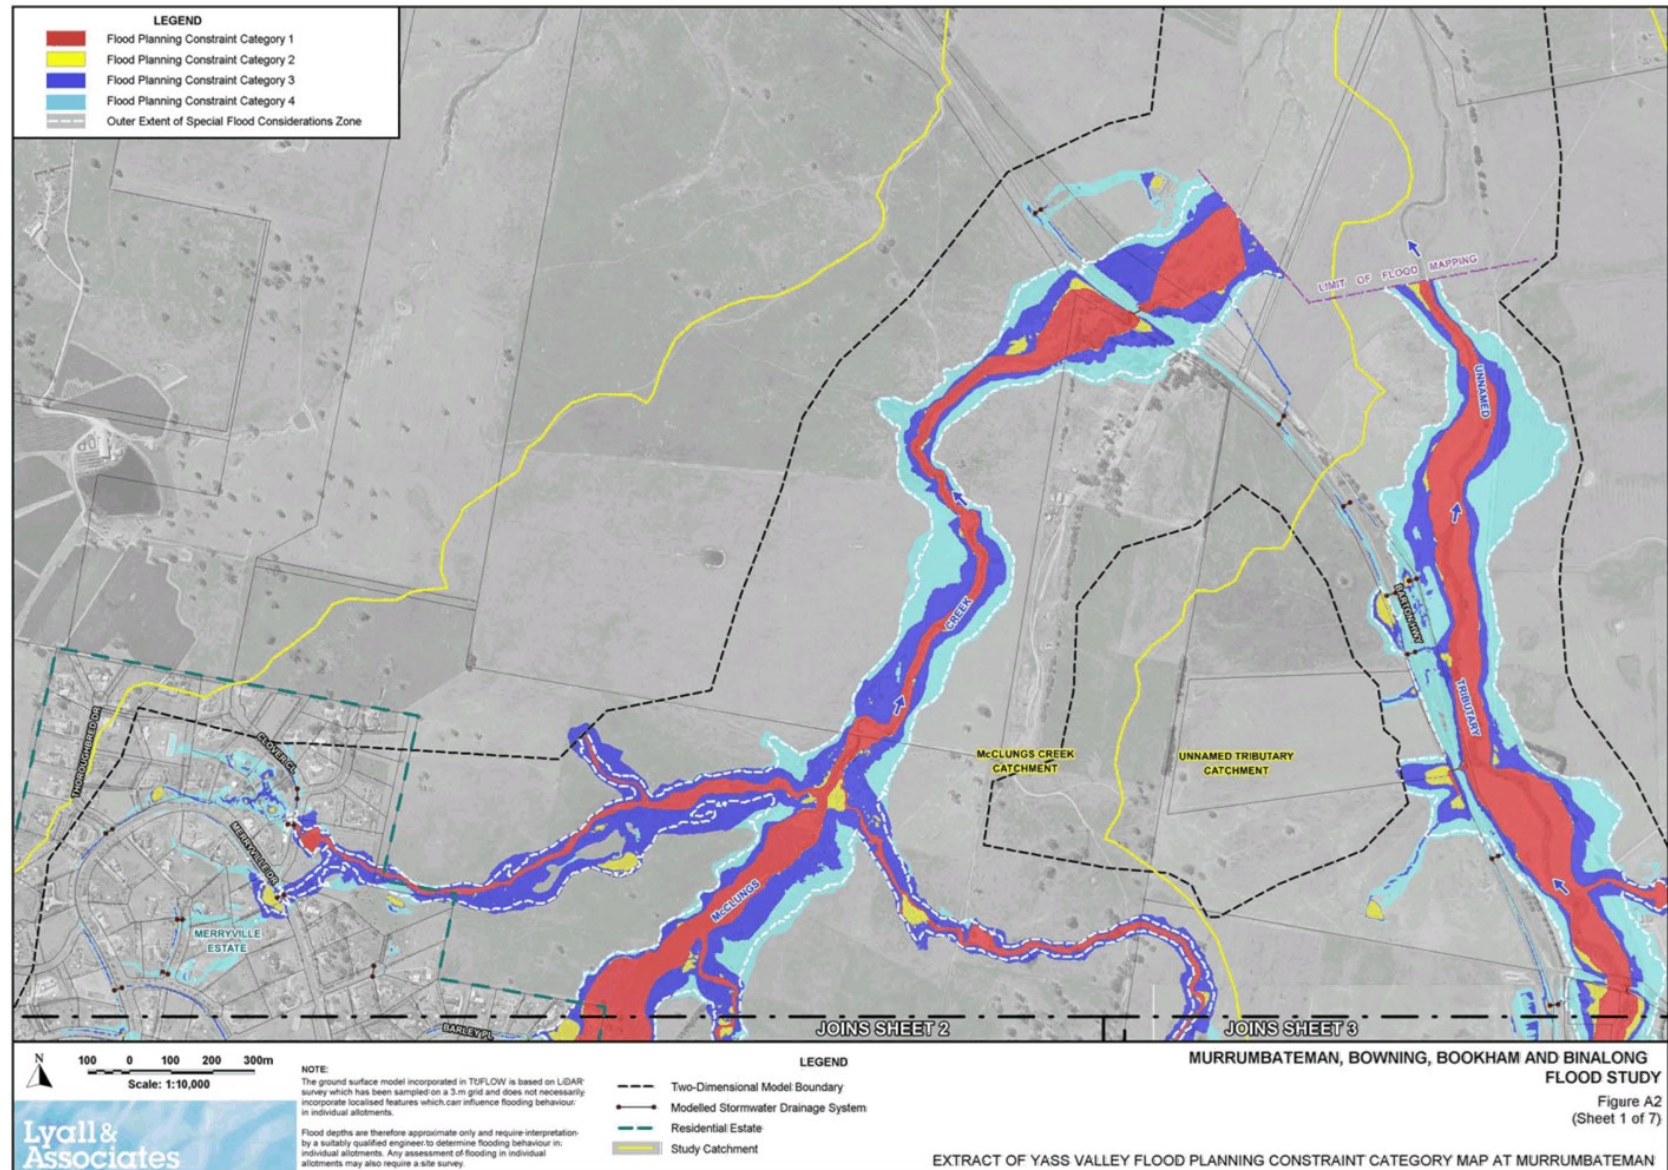 LEGEND
Flood Planning Constraint Category 1
Flood Planning Constraint Category 2
Flood Planning Constraint Category 3
Flood Planning Constraint Category 4
Outer Extent of Special Flood Considerations Zone
LIMIT OF FLOOD MAPPING
UNNAMED
CREEK
BARTON HWY
TRIBUTARY
THOROUGHBRED DR
CLOVER CL
McCLUNGS CREEK
CATCHMENT
UNNAMED TRIBUTARY
CATCHMENT
MERRYVILLE DR
McCLUNGS
MERRYVILLE
ESTATE
BARLEY PL
JOINS SHEET 2
JOINS SHEET 3
N
100 0 100 200 300m
Scale: 1:10,000
NOTE:
The ground surface model incorporated in TUFLOW is based on LiDAR
survey which has been sampled on a 3 m grid and does not necessarily
incorporate localised features which can influence flooding behaviour
in individual allotments.
Flood depths are therefore approximate only and require interpretation
by a suitably qualified engineer to determine flooding behaviour in
individual allotments. Any assessment of flooding in individual
allotments may also require a site survey.
LEGEND
Two-Dimensional Model Boundary
Modelled Stormwater Drainage System
Residential Estate
Study Catchment
MURRUMBATEMAN, BOWNING, BOOKHAM AND BINALONG
FLOOD STUDY
Figure A2
(Sheet 1 of 7)
EXTRACT OF YASS VALLEY FLOOD PLANNING CONSTRAINT CATEGORY MAP AT MURRUMBATEMAN
Lyall &
Associates